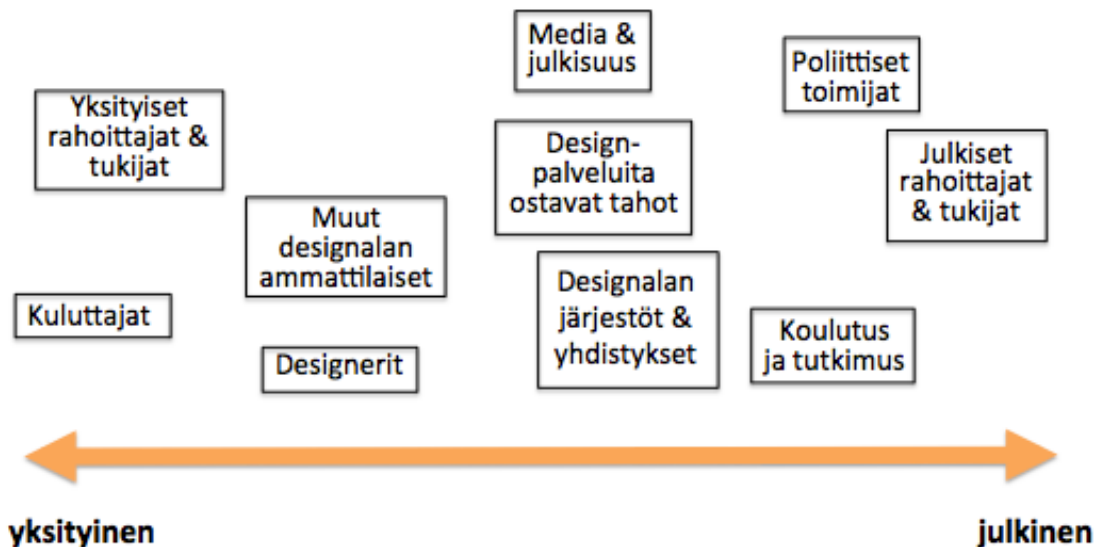 Media &
julkisuus
Poliittiset
toimijat
Yksityiset
rahoittajat &
tukijat
Design-
palveluita
ostavat tahot
Julkiset
rahoittajat
& tukijat
Muut
designalan
ammattilaiset
Designalan
järjestöt &
yhdistykset
Kuluttajat
Koulutus
ja tutkimus
Designerit
yksityinen
julkinen